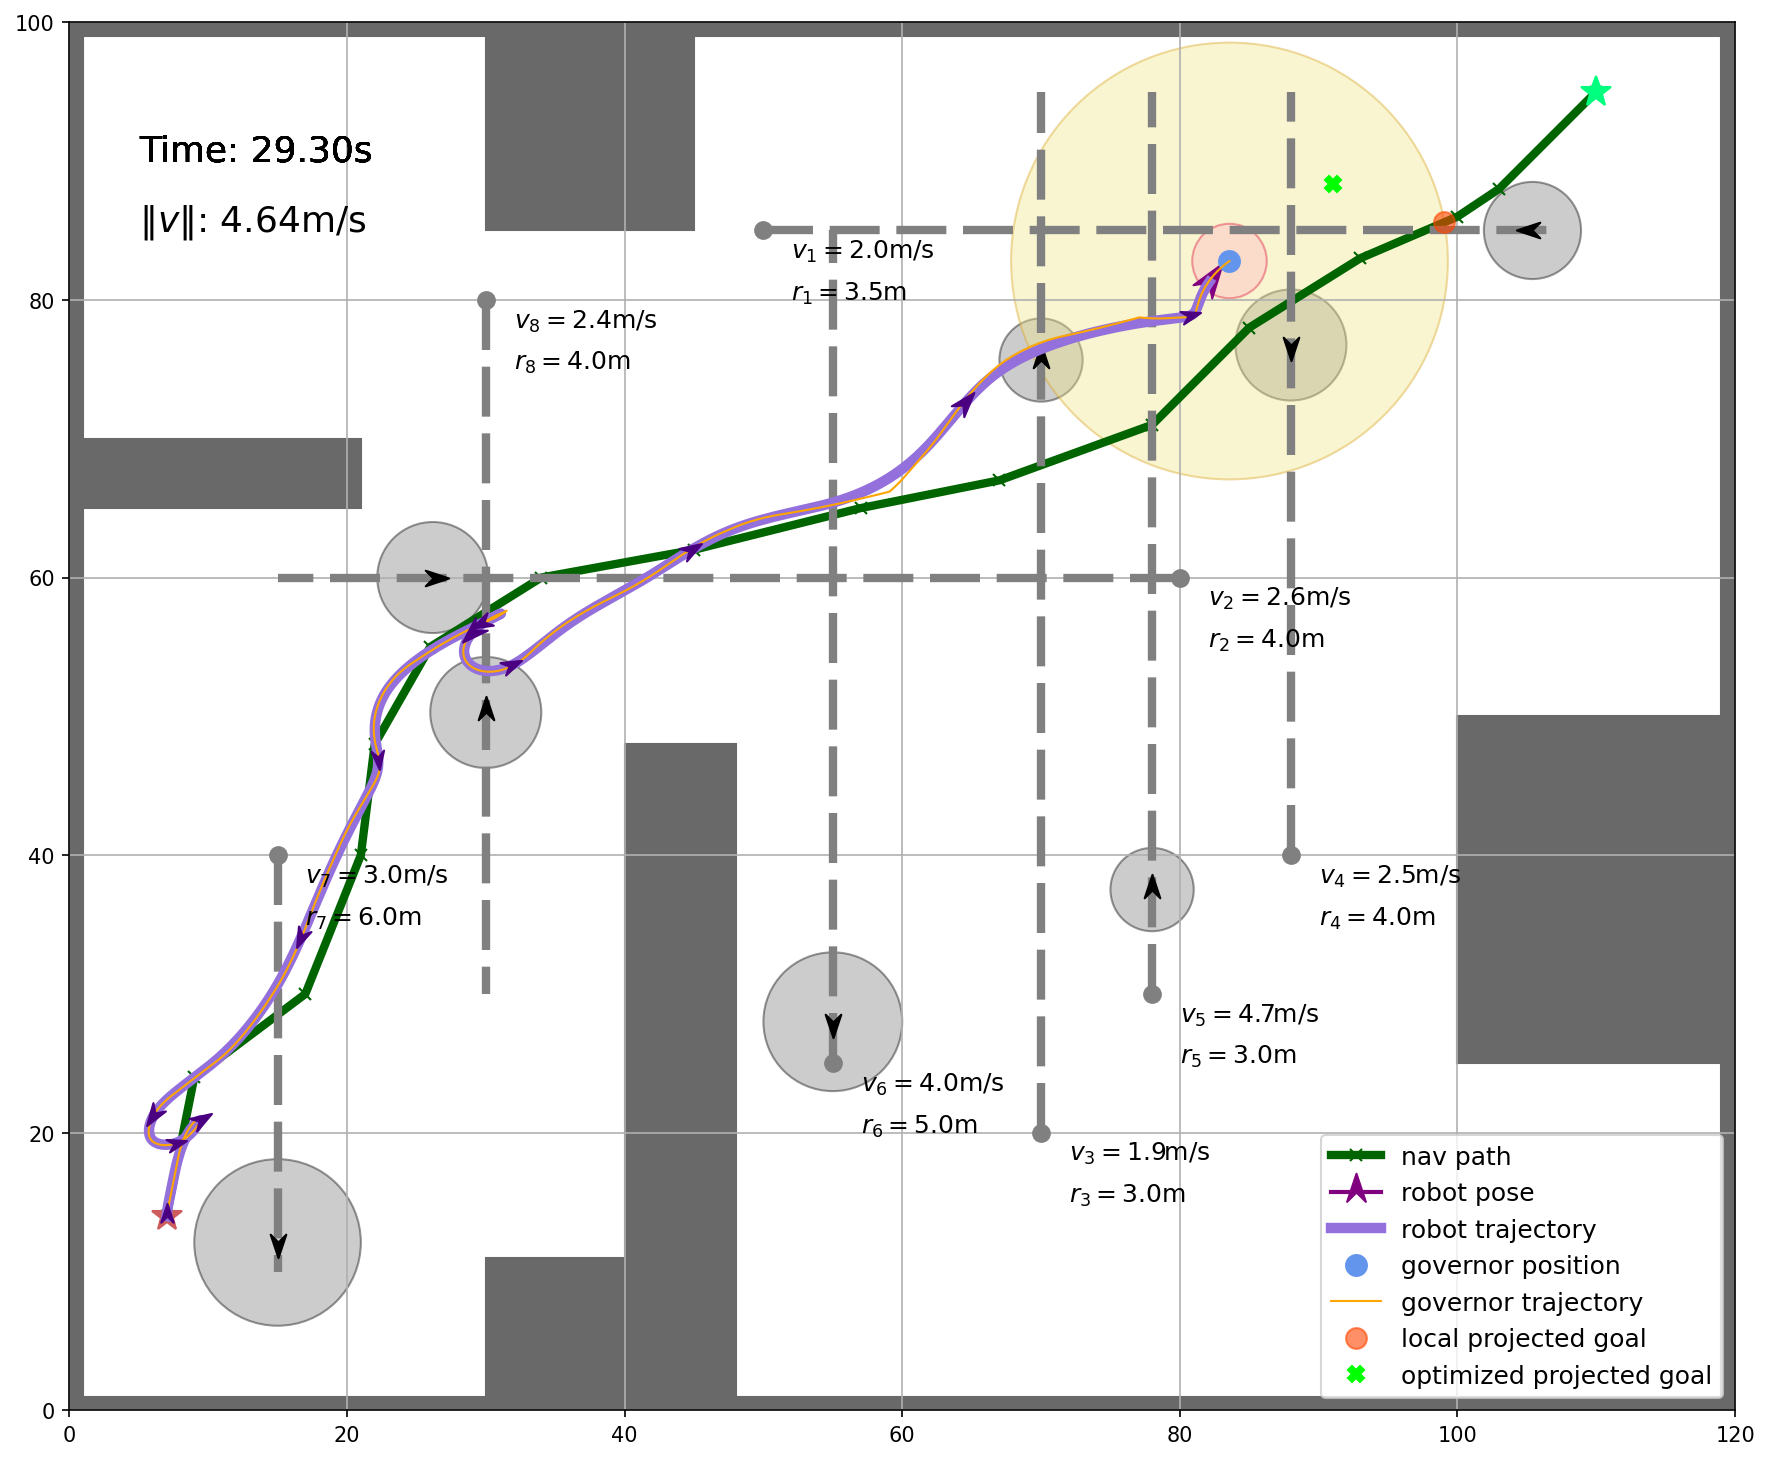 100
80
60
40
20
0
0
20
40
60
80
100
120
Time: 29.30s
‖v‖: 4.64m/s
v₁ = 2.0m/s
r₁ = 3.5m
v₈ = 2.4m/s
r₈ = 4.0m
v₂ = 2.6m/s
r₂ = 4.0m
v₇ = 3.0m/s
r₇ = 6.0m
v₄ = 2.5m/s
r₄ = 4.0m
v₅ = 4.7m/s
r₅ = 3.0m
v₆ = 4.0m/s
r₆ = 5.0m
v₃ = 1.9m/s
r₃ = 3.0m
nav path
robot pose
robot trajectory
governor position
governor trajectory
local projected goal
optimized projected goal